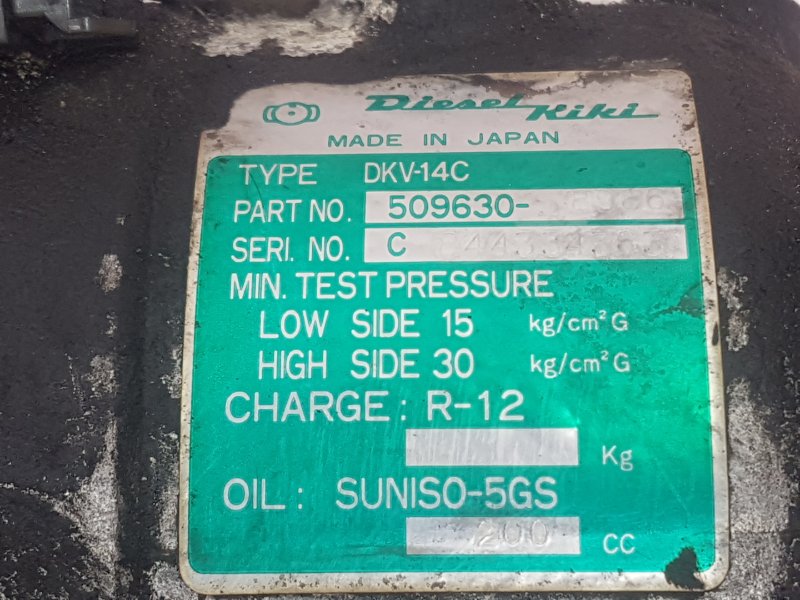 Diesel Kiki
MADE IN JAPAN
TYPE DKV-14C
PART NO. 509630-
SERI. NO. C
MIN. TEST PRESSURE
LOW SIDE 15 kg/cm²G
HIGH SIDE 30 kg/cm²G
CHARGE: R-12
Kg
OIL: SUNISO-5GS
200 CC